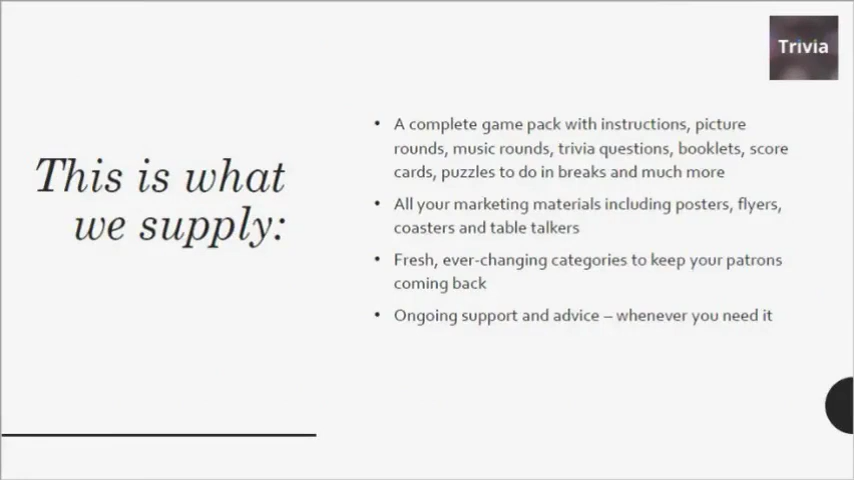 Trivia
This is what
we supply:
• A complete game pack with instructions, picture
rounds, music rounds, trivia questions, booklets, score
cards, puzzles to do in breaks and much more
• All your marketing materials including posters, flyers,
coasters and table talkers
• Fresh, ever-changing categories to keep your patrons
coming back
• Ongoing support and advice – whenever you need it